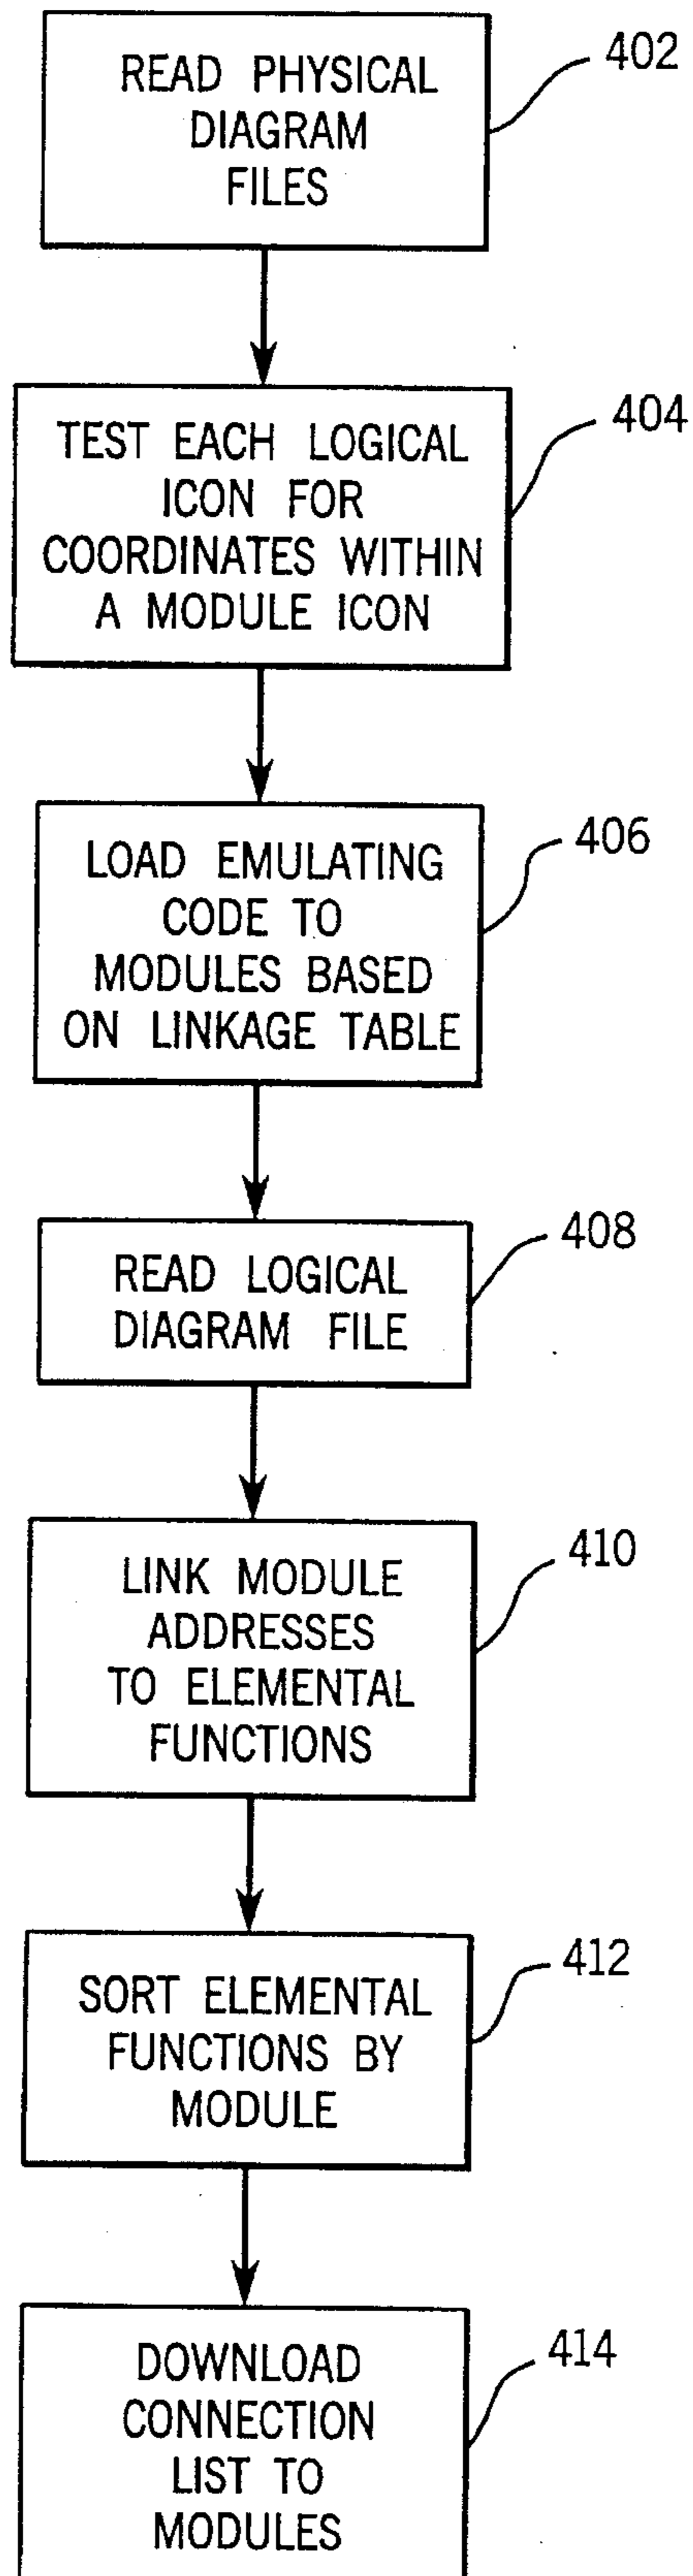 READ PHYSICAL
DIAGRAM
FILES
402
TEST EACH LOGICAL
ICON FOR
COORDINATES WITHIN
A MODULE ICON
404
LOAD EMULATING
CODE TO
MODULES BASED
ON LINKAGE TABLE
406
READ LOGICAL
DIAGRAM FILE
408
LINK MODULE
ADDRESSES
TO ELEMENTAL
FUNCTIONS
410
SORT ELEMENTAL
FUNCTIONS BY
MODULE
412
DOWNLOAD
CONNECTION
LIST TO
MODULES
414